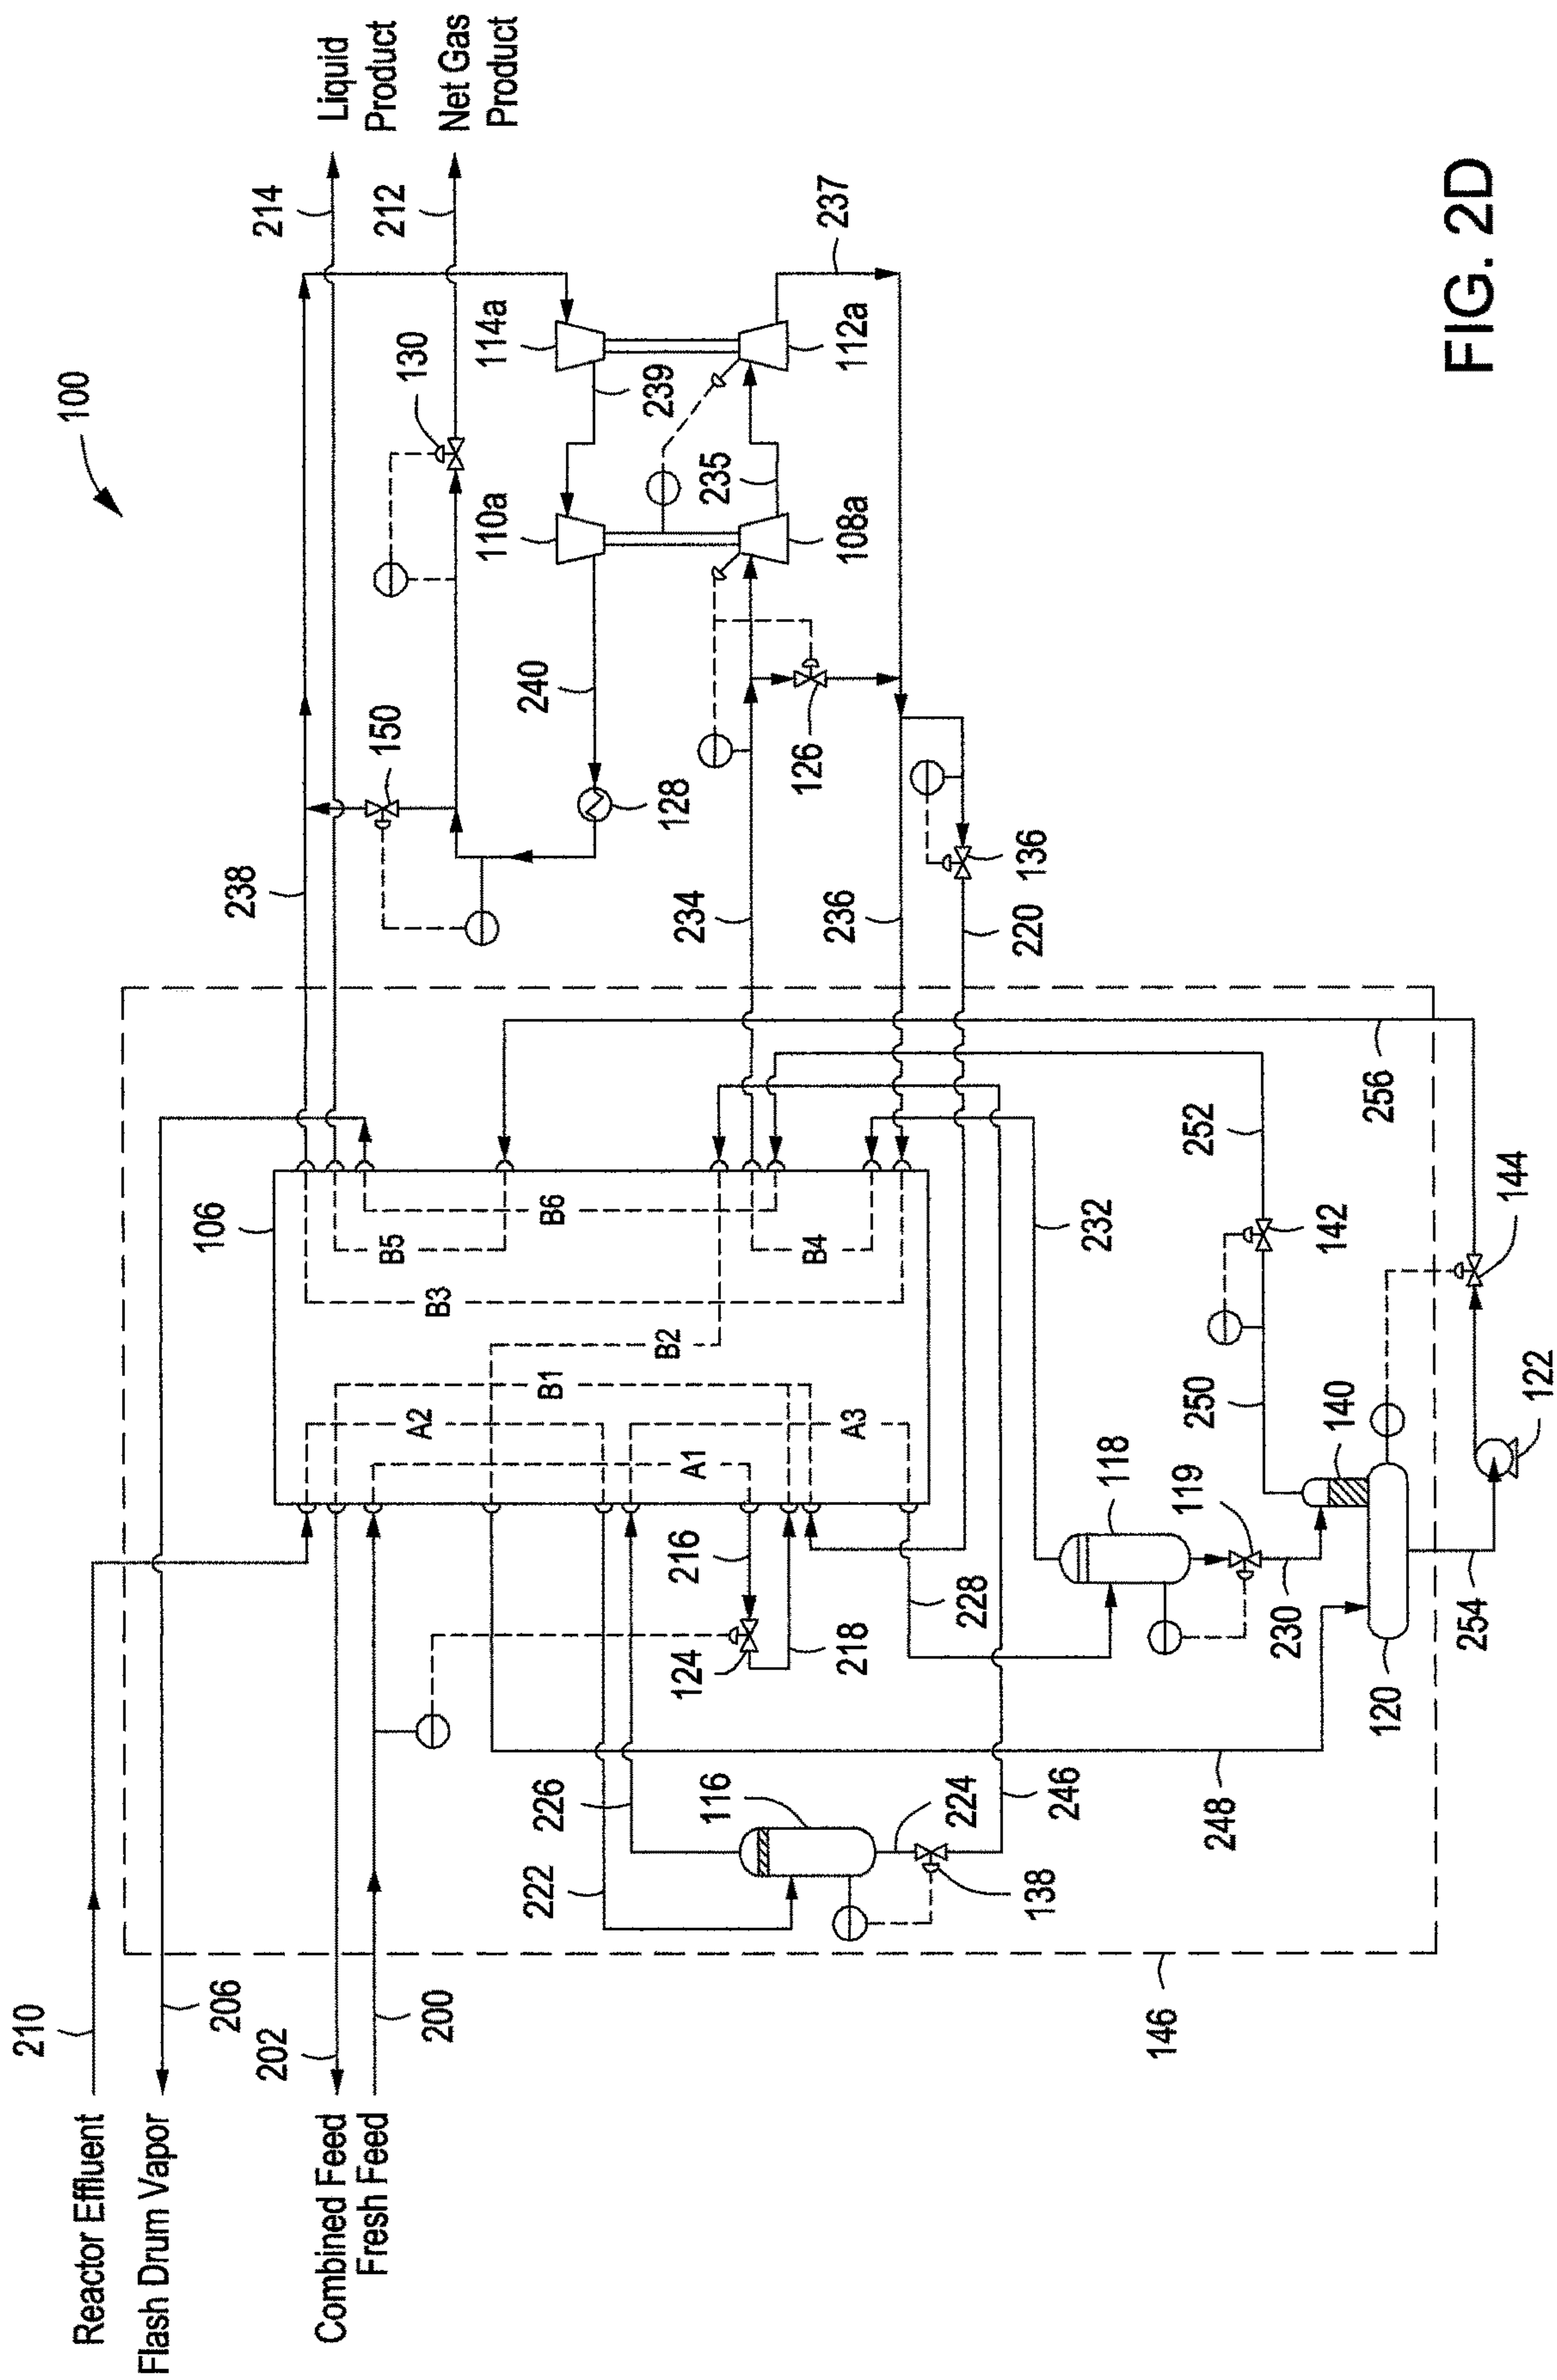 Reactor Effluent
210
Flash Drum Vapor
206
Combined Feed
202
Fresh Feed
200
100
Liquid
Product
214
Net Gas
Product
212
238
150
130
106
B5
B6
B3
B4
B2
B1
A2
A1
A3
114a
239
110a
240
128
112a
237
235
108a
234
126
236
136
220
216
124
218
228
226
222
116
224
138
246
248
118
119
230
232
250
252
140
142
120
254
122
144
256
146
FIG. 2D